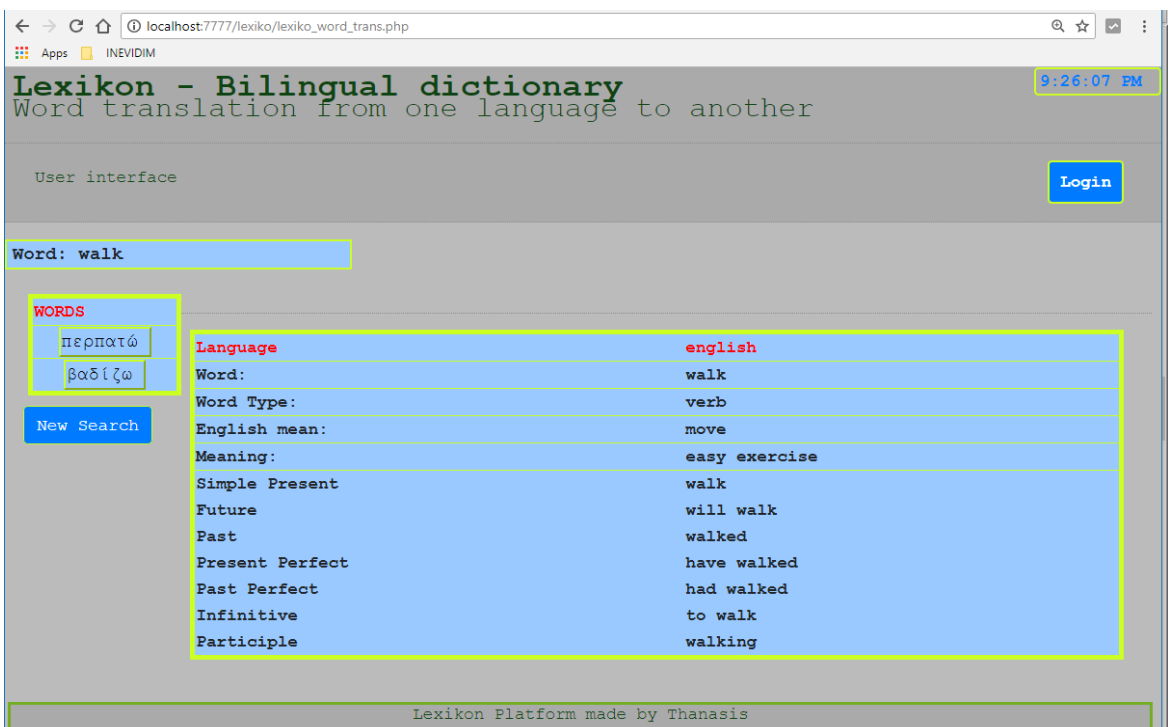 localhost:7777/lexiko/lexiko_word_trans.php
Apps INEVIDIM
Lexikon - Bilingual dictionary
9:26:07 PM
Word translation from one language to another
User interface
Login
Word: walk
WORDS
περπατώ
βαδίζω
New Search
Language english
Word: walk
Word Type: verb
English mean: move
Meaning: easy exercise
Simple Present walk
Future will walk
Past walked
Present Perfect have walked
Past Perfect had walked
Infinitive to walk
Participle walking
Lexikon Platform made by Thanasis